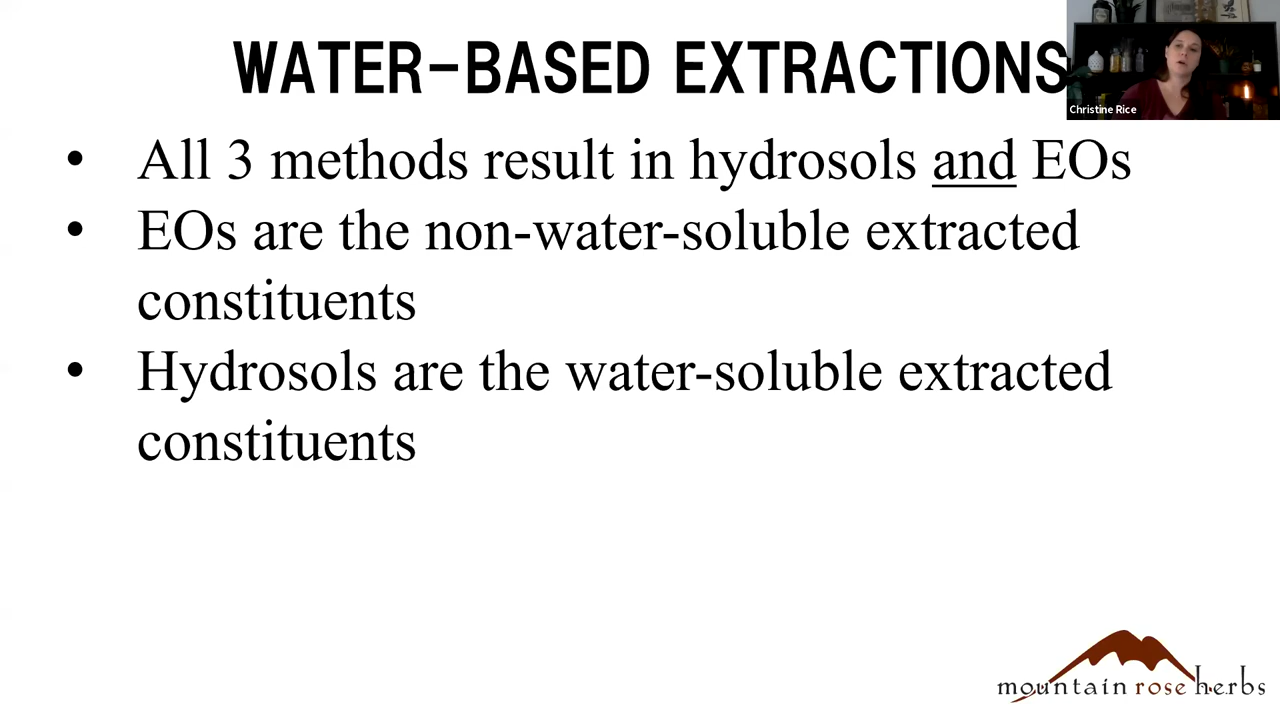 WATER-BASED EXTRACTIONS
Christine Rice
• All 3 methods result in hydrosols and EOs
• EOs are the non-water-soluble extracted
constituents
• Hydrosols are the water-soluble extracted
constituents
mountain rose herbs